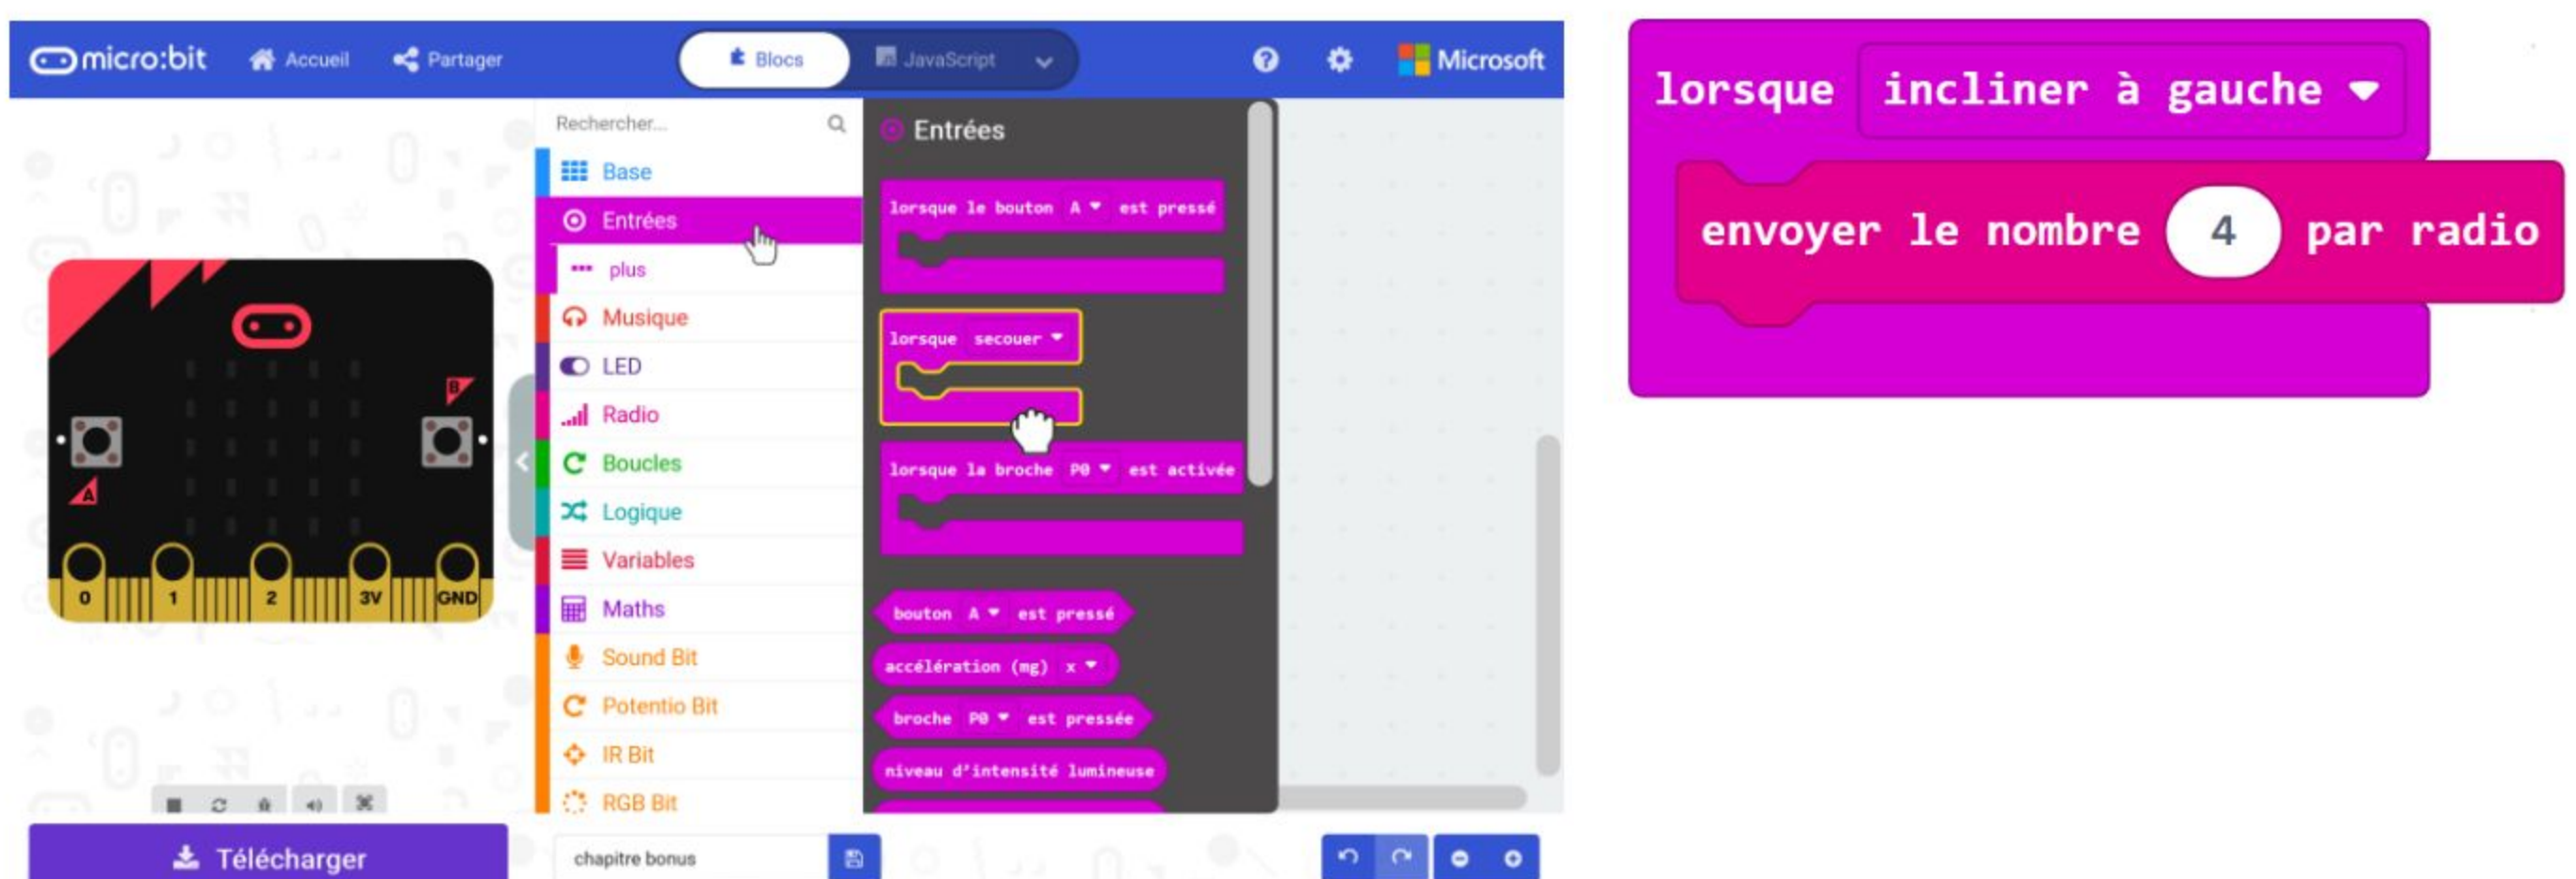 micro:bit
Accueil
Partager
Blocs
JavaScript
Microsoft
Rechercher...
Base
Entrées
plus
Musique
LED
Radio
Boucles
Logique
Variables
Maths
Sound Bit
Potentio Bit
IR Bit
RGB Bit
Entrées
lorsque le bouton A est pressé
lorsque secouer
lorsque la broche P0 est activée
bouton A est pressé
accélération (mg) x
broche P0 est pressée
niveau d'intensité lumineuse
B
A
0 1 2 3V GND
Télécharger
chapitre bonus
lorsque incliner à gauche
envoyer le nombre 4 par radio